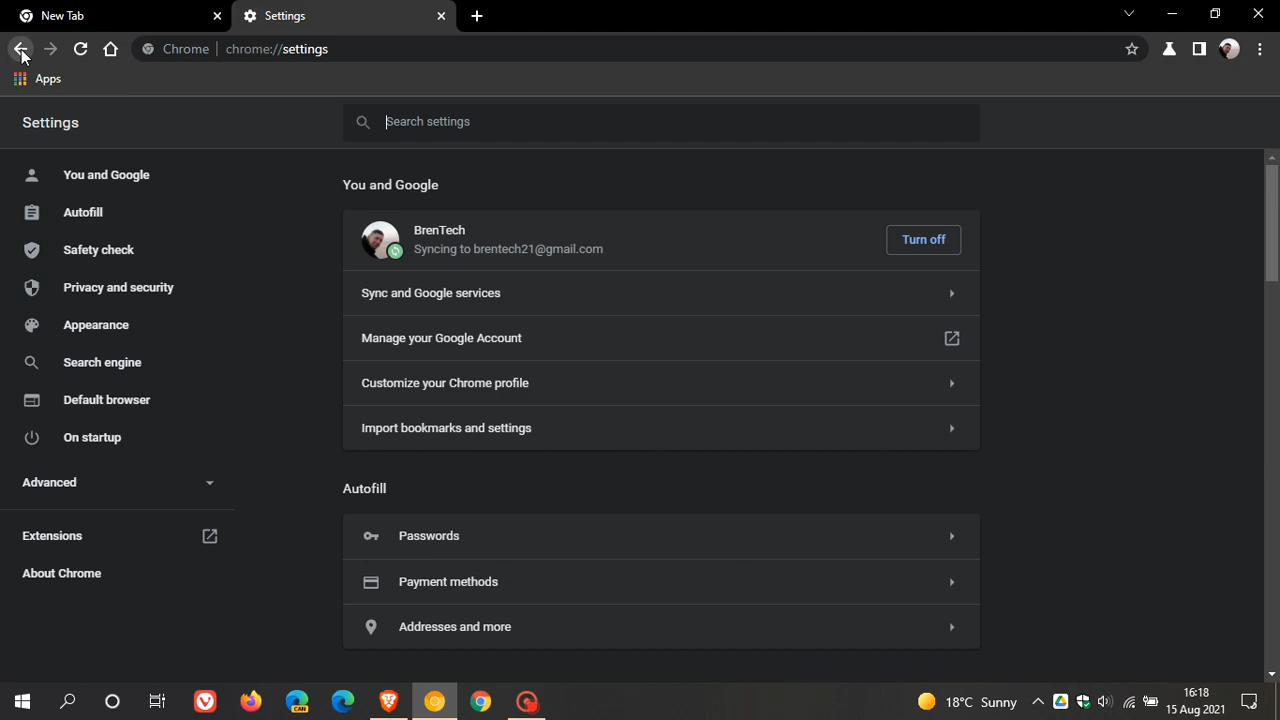 New Tab
Settings
Chrome
chrome://settings
Apps
Settings
Search settings
You and Google
Autofill
Safety check
Privacy and security
Appearance
Search engine
Default browser
On startup
Advanced
Extensions
About Chrome
You and Google
BrenTech
Syncing to brentech21@gmail.com
Turn off
Sync and Google services
Manage your Google Account
Customize your Chrome profile
Import bookmarks and settings
Autofill
Passwords
Payment methods
Addresses and more
CAN
18°C Sunny
16:18
15 Aug 2021